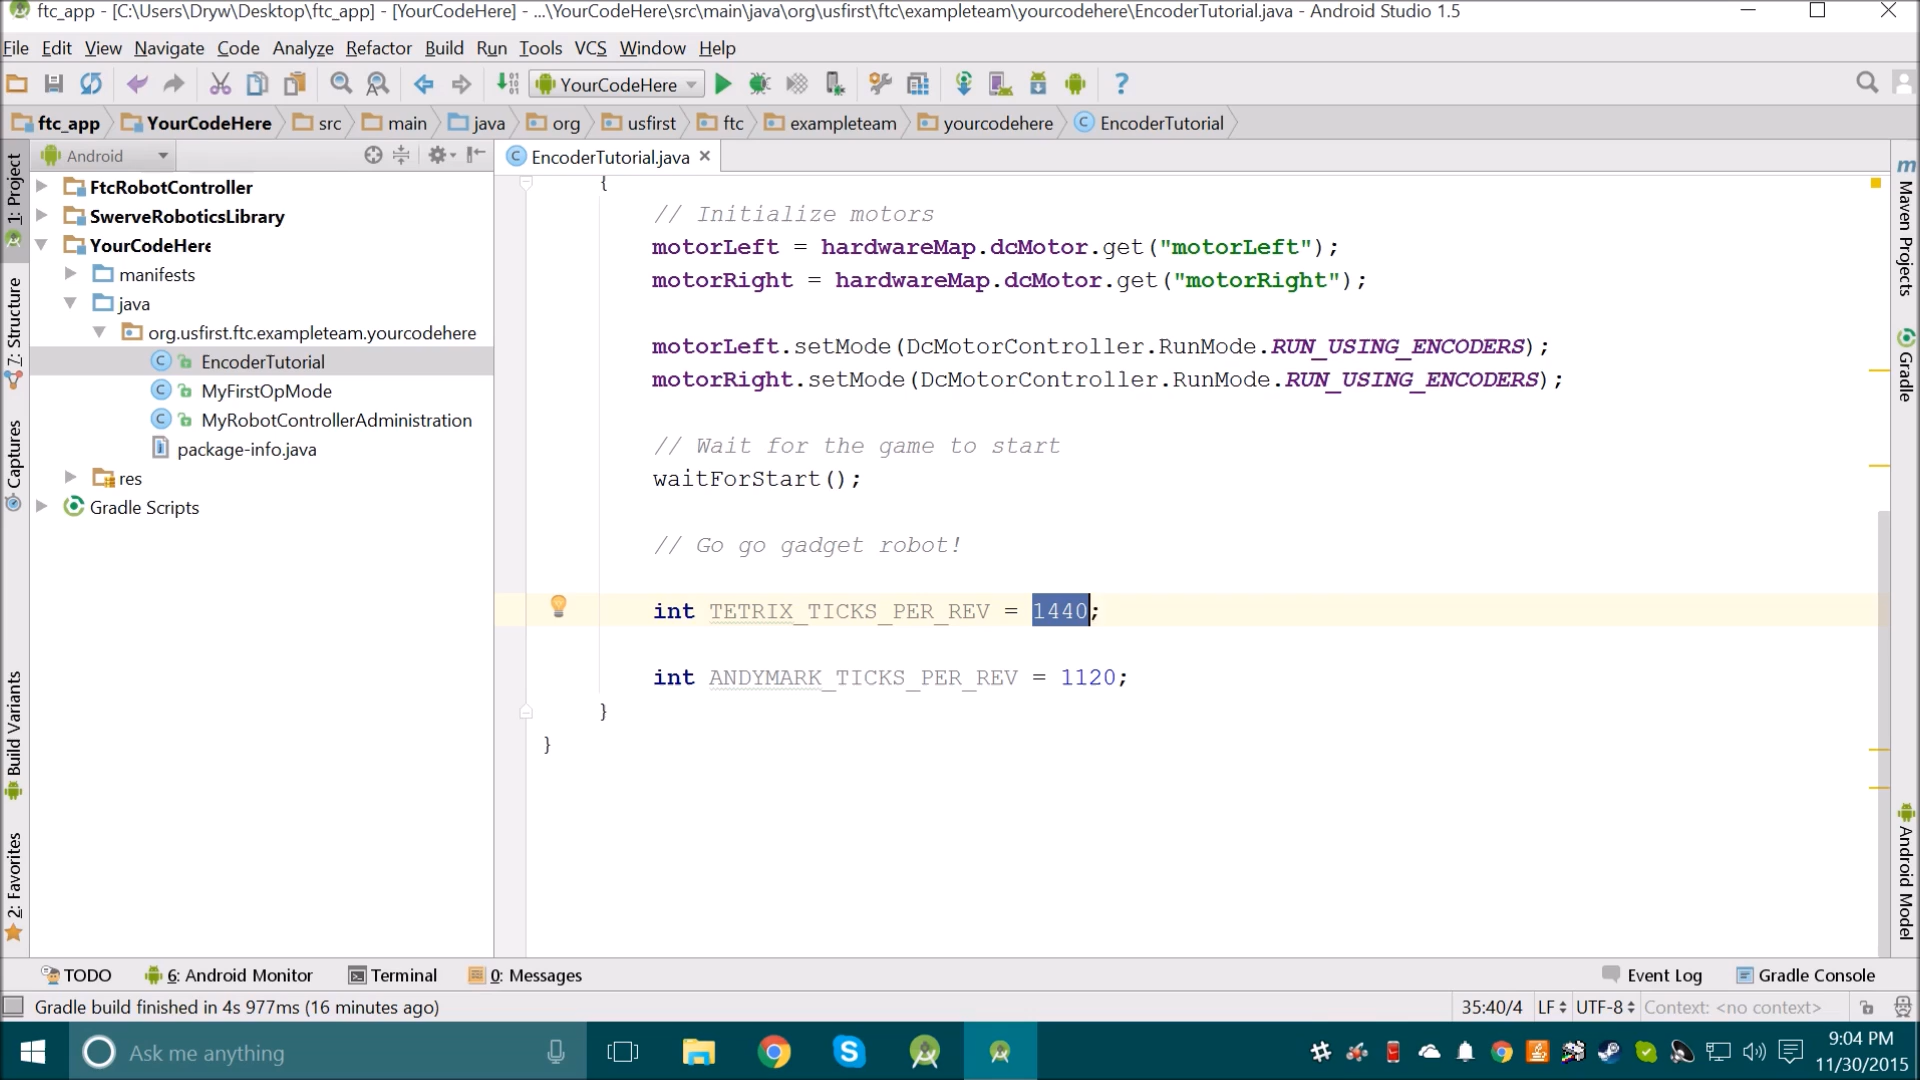 ftc_app - [C:\Users\Dryw\Desktop\ftc_app] - [YourCodeHere] - ...\YourCodeHere\src\main\java\org\usfirst\ftc\exampleteam\yourcodehere\EncoderTutorial.java - Android Studio 1.5
File Edit View Navigate Code Analyze Refactor Build Run Tools VCS Window Help
YourCodeHere
ftc_app YourCodeHere src main java org usfirst ftc exampleteam yourcodehere EncoderTutorial
Android
EncoderTutorial.java
1: Project
7: Structure
Captures
Build Variants
2: Favorites
FtcRobotController
SwerveRoboticsLibrary
YourCodeHere
manifests
java
org.usfirst.ftc.exampleteam.yourcodehere
EncoderTutorial
MyFirstOpMode
MyRobotControllerAdministration
package-info.java
res
Gradle Scripts
{
// Initialize motors
motorLeft = hardwareMap.dcMotor.get("motorLeft");
motorRight = hardwareMap.dcMotor.get("motorRight");
motorLeft.setMode(DcMotorController.RunMode.RUN_USING_ENCODERS);
motorRight.setMode(DcMotorController.RunMode.RUN_USING_ENCODERS);
// Wait for the game to start
waitForStart();
// Go go gadget robot!
int TETRIX_TICKS_PER_REV = 1440;
int ANDYMARK_TICKS_PER_REV = 1120;
}
}
Maven Projects
Gradle
Android Model
TODO 6: Android Monitor Terminal 0: Messages Event Log Gradle Console
Gradle build finished in 4s 977ms (16 minutes ago) 35:40/4 LF UTF-8 Context: <no context>
Ask me anything
9:04 PM
11/30/2015